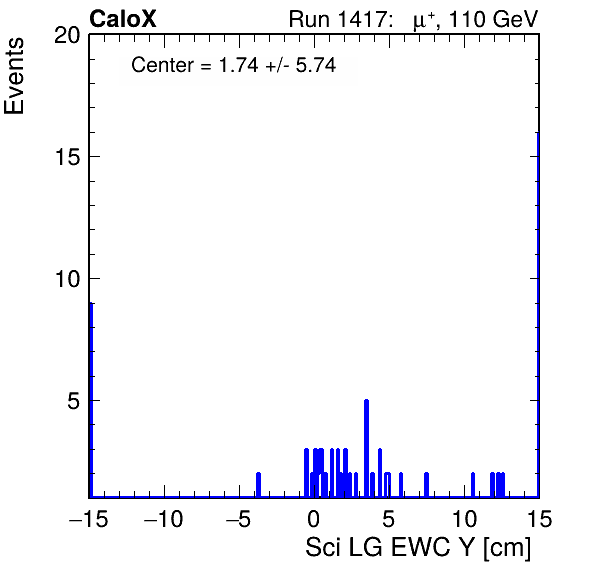 CaloX Run 1417: μ⁺, 110 GeV
Center = 1.74 +/- 5.74
Events
20
15
10
5
−15 −10 −5 0 5 10 15
Sci LG EWC Y [cm]